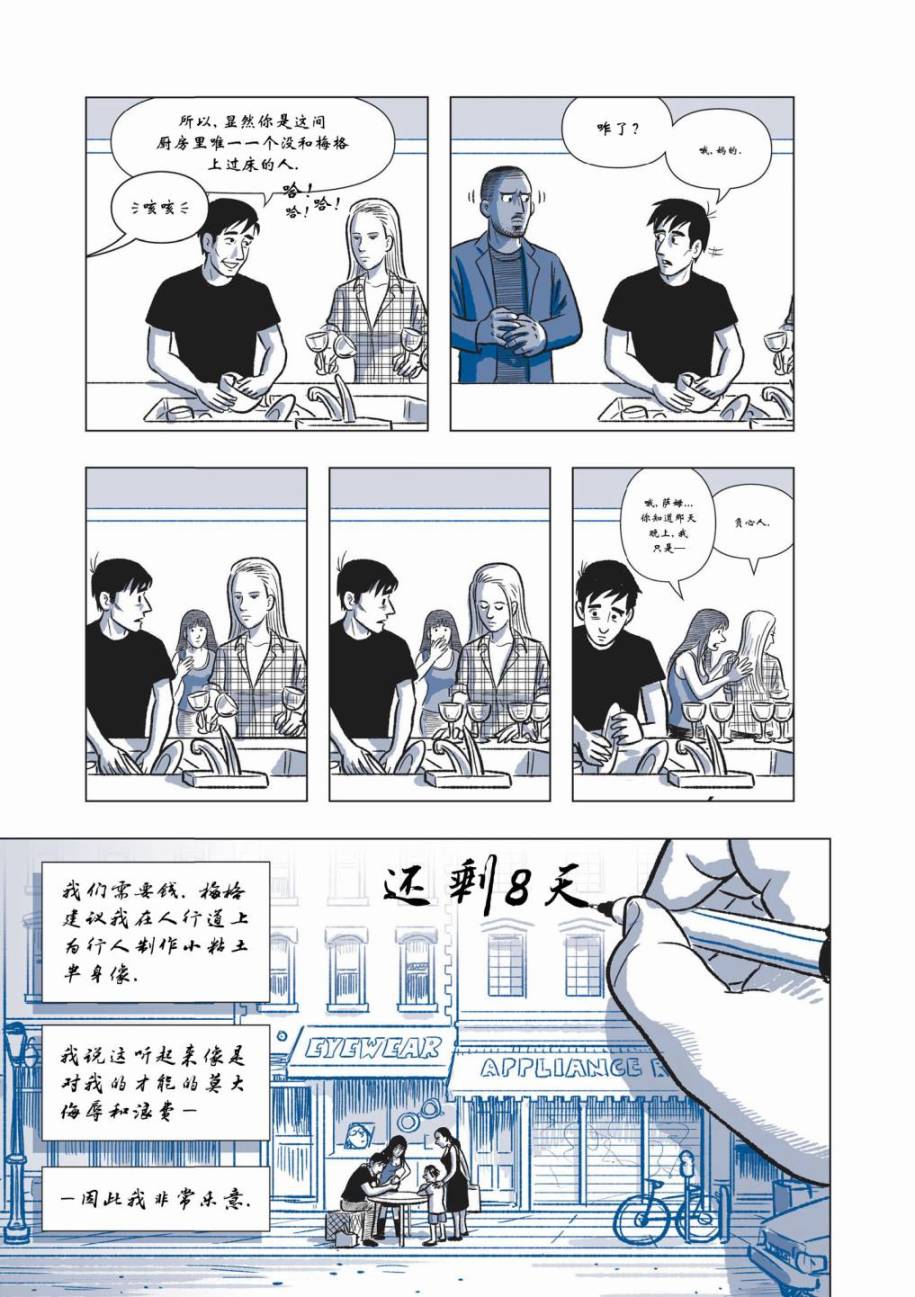 所以,显然你是这间
厨房里唯一一个没和梅格
上过床的人.
咳咳
哈!
哈!哈!
咋了?
哦,妈的.
哦,萨姆...
你知道那天
晚上,我
只是—
负心人.
还剩8天
我们需要钱. 梅格
建议我在人行道上
为行人制作小粘土
半身像.
我说这听起来像是
对我的才能的莫大
侮辱和浪费—
—因此我非常乐意.
EYEWEAR
APPLIANCE R